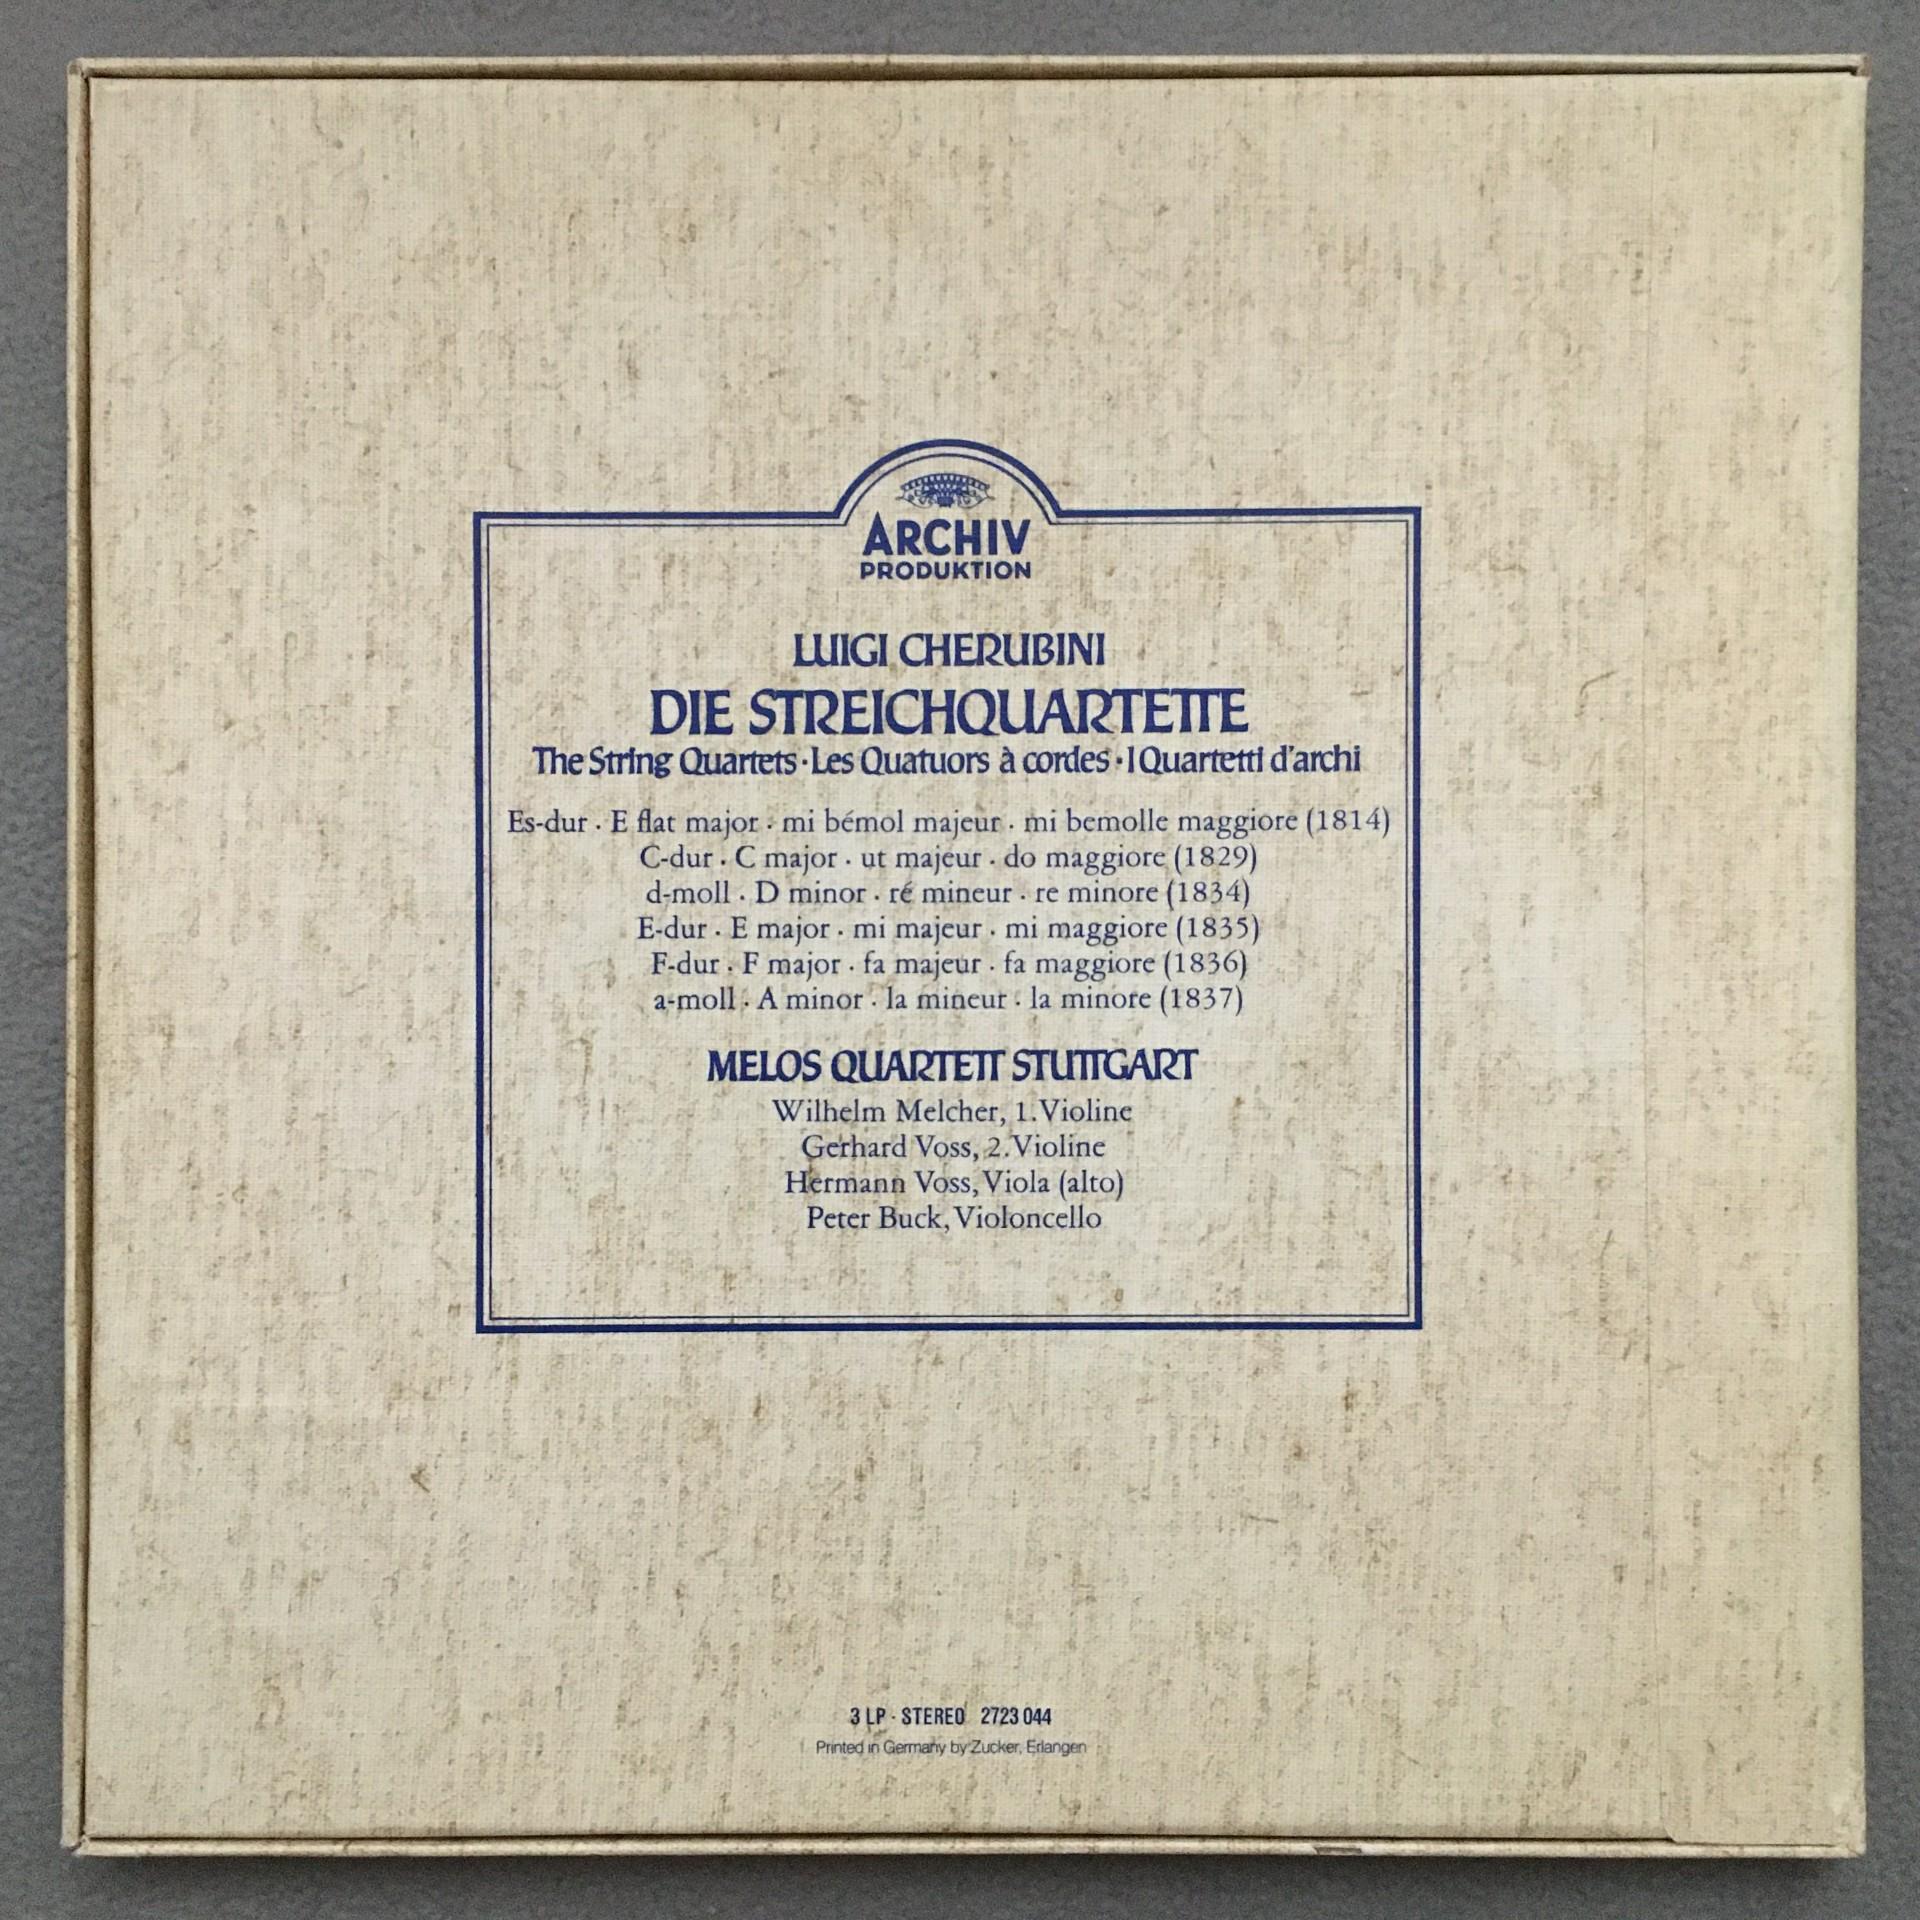 ARCHIV
PRODUKTION
LUIGI CHERUBINI
DIE STREICHQUARTETTE
The String Quartets · Les Quatuors à cordes · I Quartetti d'archi
Es-dur · E flat major · mi bémol majeur · mi bemolle maggiore (1814)
C-dur · C major · ut majeur · do maggiore (1829)
d-moll · D minor · ré mineur · re minore (1834)
E-dur · E major · mi majeur · mi maggiore (1835)
F-dur · F major · fa majeur · fa maggiore (1836)
a-moll · A minor · la mineur · la minore (1837)
MELOS QUARTETT STUTTGART
Wilhelm Melcher, 1. Violine
Gerhard Voss, 2. Violine
Hermann Voss, Viola (alto)
Peter Buck, Violoncello
3 LP · STEREO 2723 044
Printed in Germany by Zucker, Erlangen